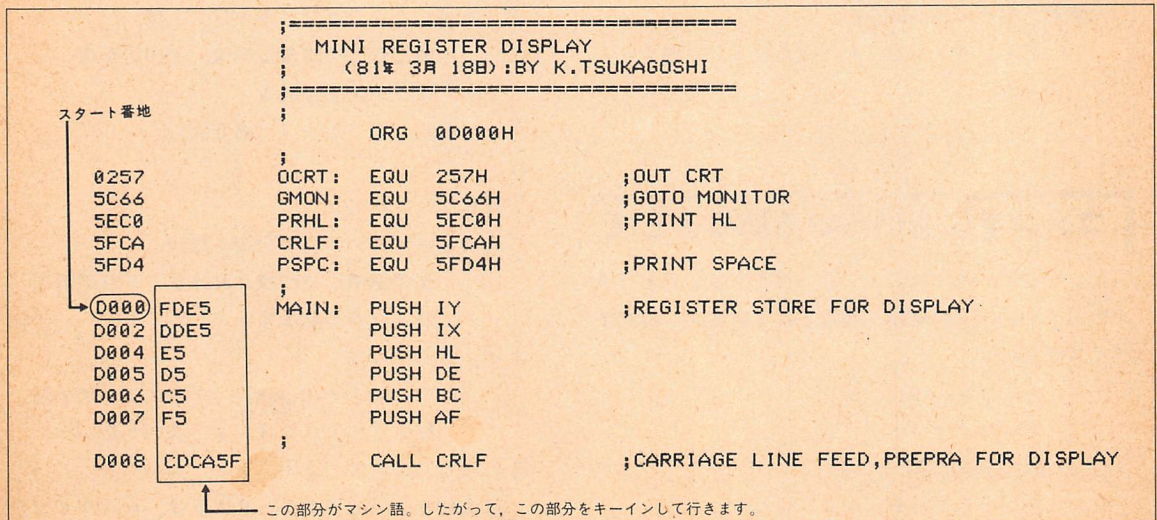 ;==================================
;  MINI REGISTER DISPLAY
;    (81年 3月 18日):BY K.TSUKAGOSHI
;==================================
スタート番地
;
ORG 0D000H
;
0257 OCRT: EQU 257H ;OUT CRT
5C66 GMON: EQU 5C66H ;GOTO MONITOR
5EC0 PRHL: EQU 5EC0H ;PRINT HL
5FCA CRLF: EQU 5FCAH
5FD4 PSPC: EQU 5FD4H ;PRINT SPACE
;
D000 FDE5 MAIN: PUSH IY ;REGISTER STORE FOR DISPLAY
D002 DDE5 PUSH IX
D004 E5 PUSH HL
D005 D5 PUSH DE
D006 C5 PUSH BC
D007 F5 PUSH AF
;
D008 CDCA5F CALL CRLF ;CARRIAGE LINE FEED,PREPRA FOR DISPLAY
この部分がマシン語。したがって，この部分をキーインして行きます。